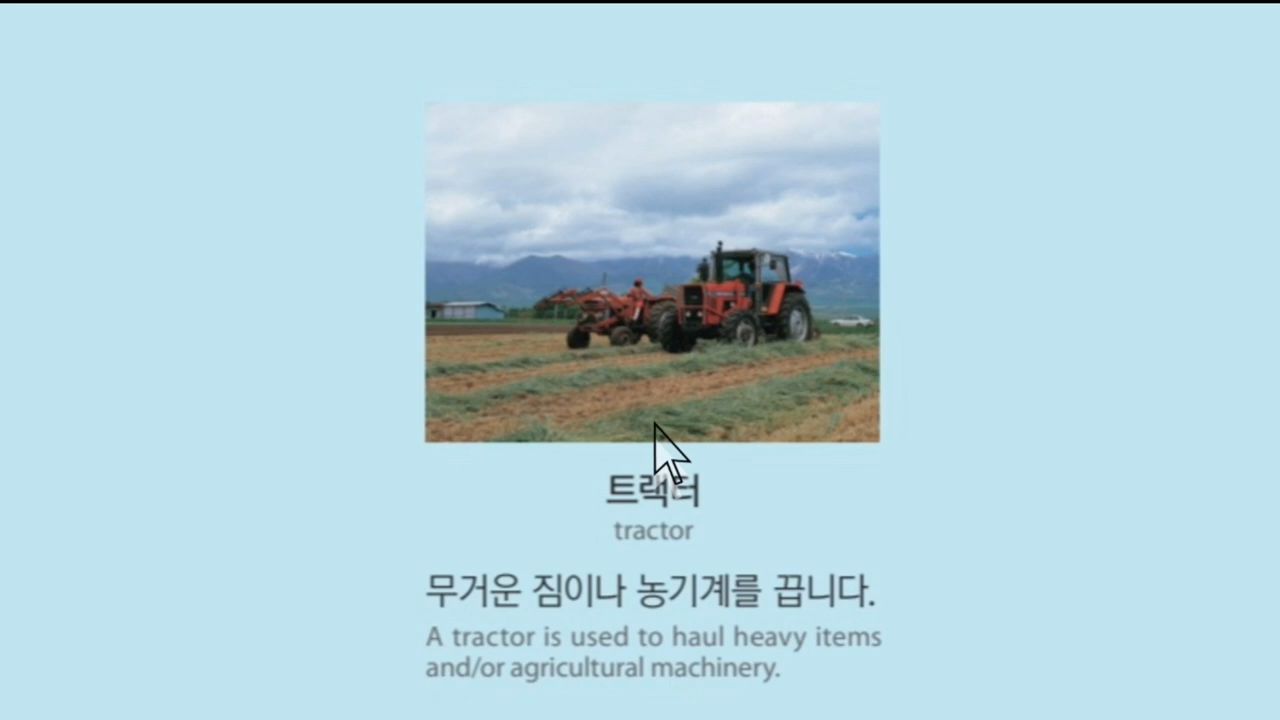 트랙터
tractor
무거운 짐이나 농기계를 끕니다.
A tractor is used to haul heavy items
and/or agricultural machinery.